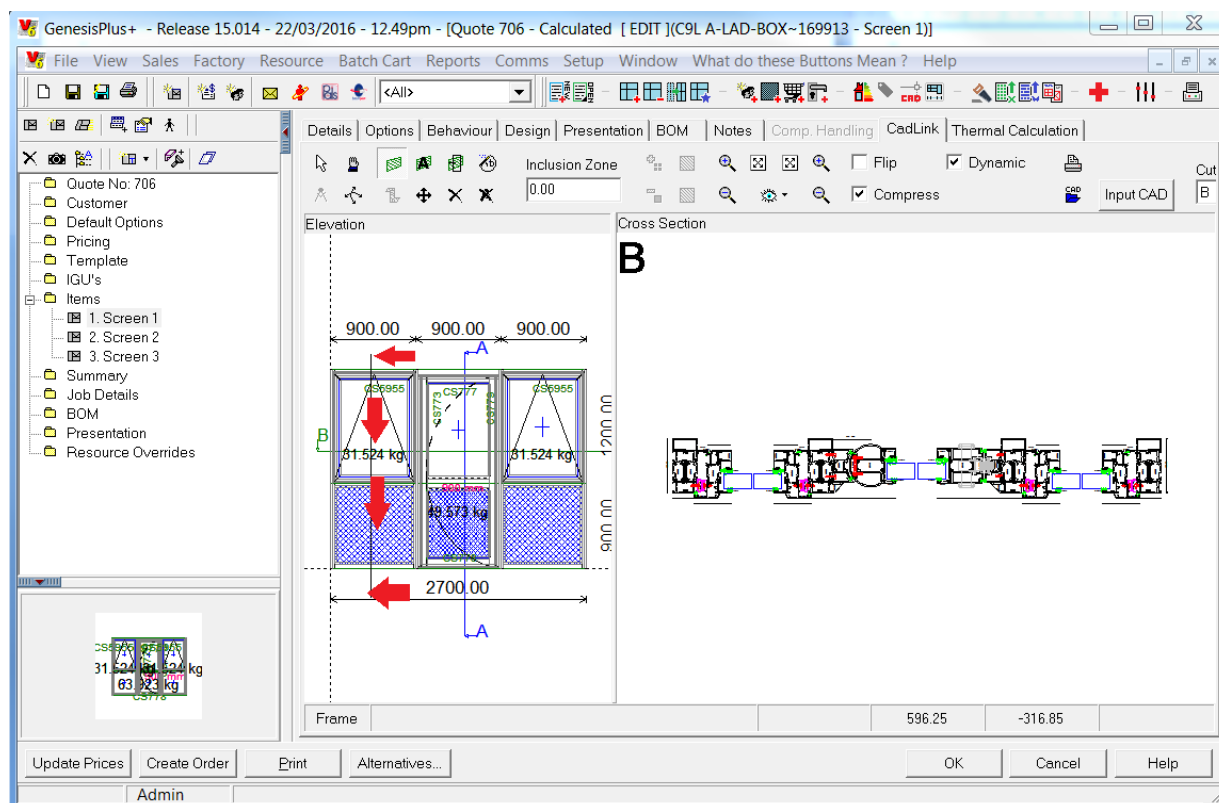 GenesisPlus+ - Release 15.014 - 22/03/2016 - 12.49pm - [Quote 706 - Calculated [ EDIT ](C9L A-LAD-BOX~169913 - Screen 1)]
File View Sales Factory Resource Batch Cart Reports Comms Setup Window What do these Buttons Mean ? Help
<All>
Details Options Behaviour Design Presentation BOM Notes Comp. Handling CadLink Thermal Calculation
Inclusion Zone Flip Dynamic Cut
0.00 Compress Input CAD B
Quote No: 706
Customer
Default Options
Pricing
Template
IGU's
Items
1. Screen 1
2. Screen 2
3. Screen 3
Summary
Job Details
BOM
Presentation
Resource Overrides
Elevation
900.00 900.00 900.00
A
CS5955 CS777 CS5955
CS773 CS779
B
31.524 kg 31.524 kg
1200.00
49.573 kg
900.00
2700.00
A
Cross Section
B
31.524 kg
Frame 596.25 -316.85
Update Prices Create Order Print Alternatives... OK Cancel Help
Admin